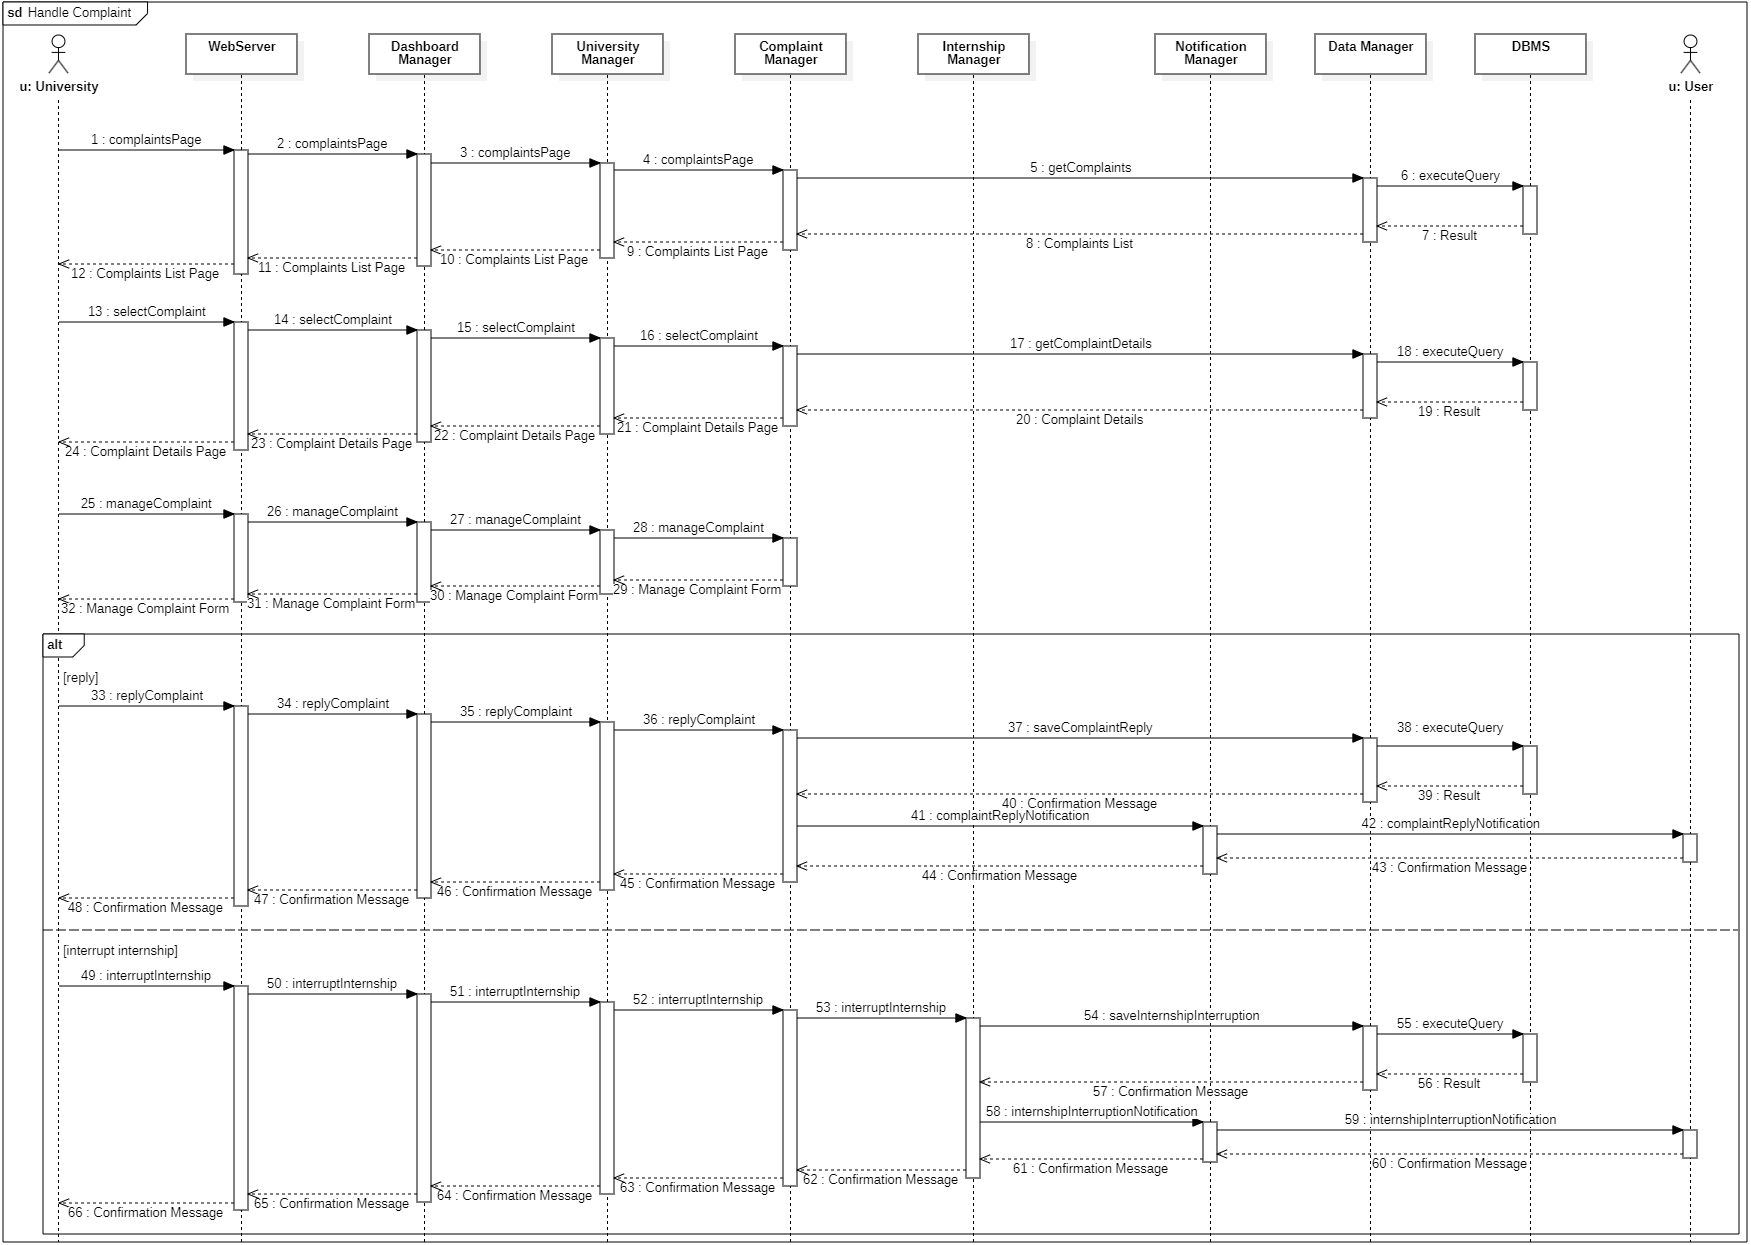 sd Handle Complaint
u: University
WebServer
Dashboard
Manager
University
Manager
Complaint
Manager
Internship
Manager
Notification
Manager
Data Manager
DBMS
u: User
1 : complaintsPage
2 : complaintsPage
3 : complaintsPage
4 : complaintsPage
5 : getComplaints
6 : executeQuery
7 : Result
8 : Complaints List
9 : Complaints List Page
10 : Complaints List Page
11 : Complaints List Page
12 : Complaints List Page
13 : selectComplaint
14 : selectComplaint
15 : selectComplaint
16 : selectComplaint
17 : getComplaintDetails
18 : executeQuery
19 : Result
20 : Complaint Details
21 : Complaint Details Page
22 : Complaint Details Page
23 : Complaint Details Page
24 : Complaint Details Page
25 : manageComplaint
26 : manageComplaint
27 : manageComplaint
28 : manageComplaint
29 : Manage Complaint Form
30 : Manage Complaint Form
31 : Manage Complaint Form
32 : Manage Complaint Form
alt
[reply]
33 : replyComplaint
34 : replyComplaint
35 : replyComplaint
36 : replyComplaint
37 : saveComplaintReply
38 : executeQuery
39 : Result
40 : Confirmation Message
41 : complaintReplyNotification
42 : complaintReplyNotification
43 : Confirmation Message
44 : Confirmation Message
45 : Confirmation Message
46 : Confirmation Message
47 : Confirmation Message
48 : Confirmation Message
[interrupt internship]
49 : interruptInternship
50 : interruptInternship
51 : interruptInternship
52 : interruptInternship
53 : interruptInternship
54 : saveInternshipInterruption
55 : executeQuery
56 : Result
57 : Confirmation Message
58 : internshipInterruptionNotification
59 : internshipInterruptionNotification
60 : Confirmation Message
61 : Confirmation Message
62 : Confirmation Message
63 : Confirmation Message
64 : Confirmation Message
65 : Confirmation Message
66 : Confirmation Message